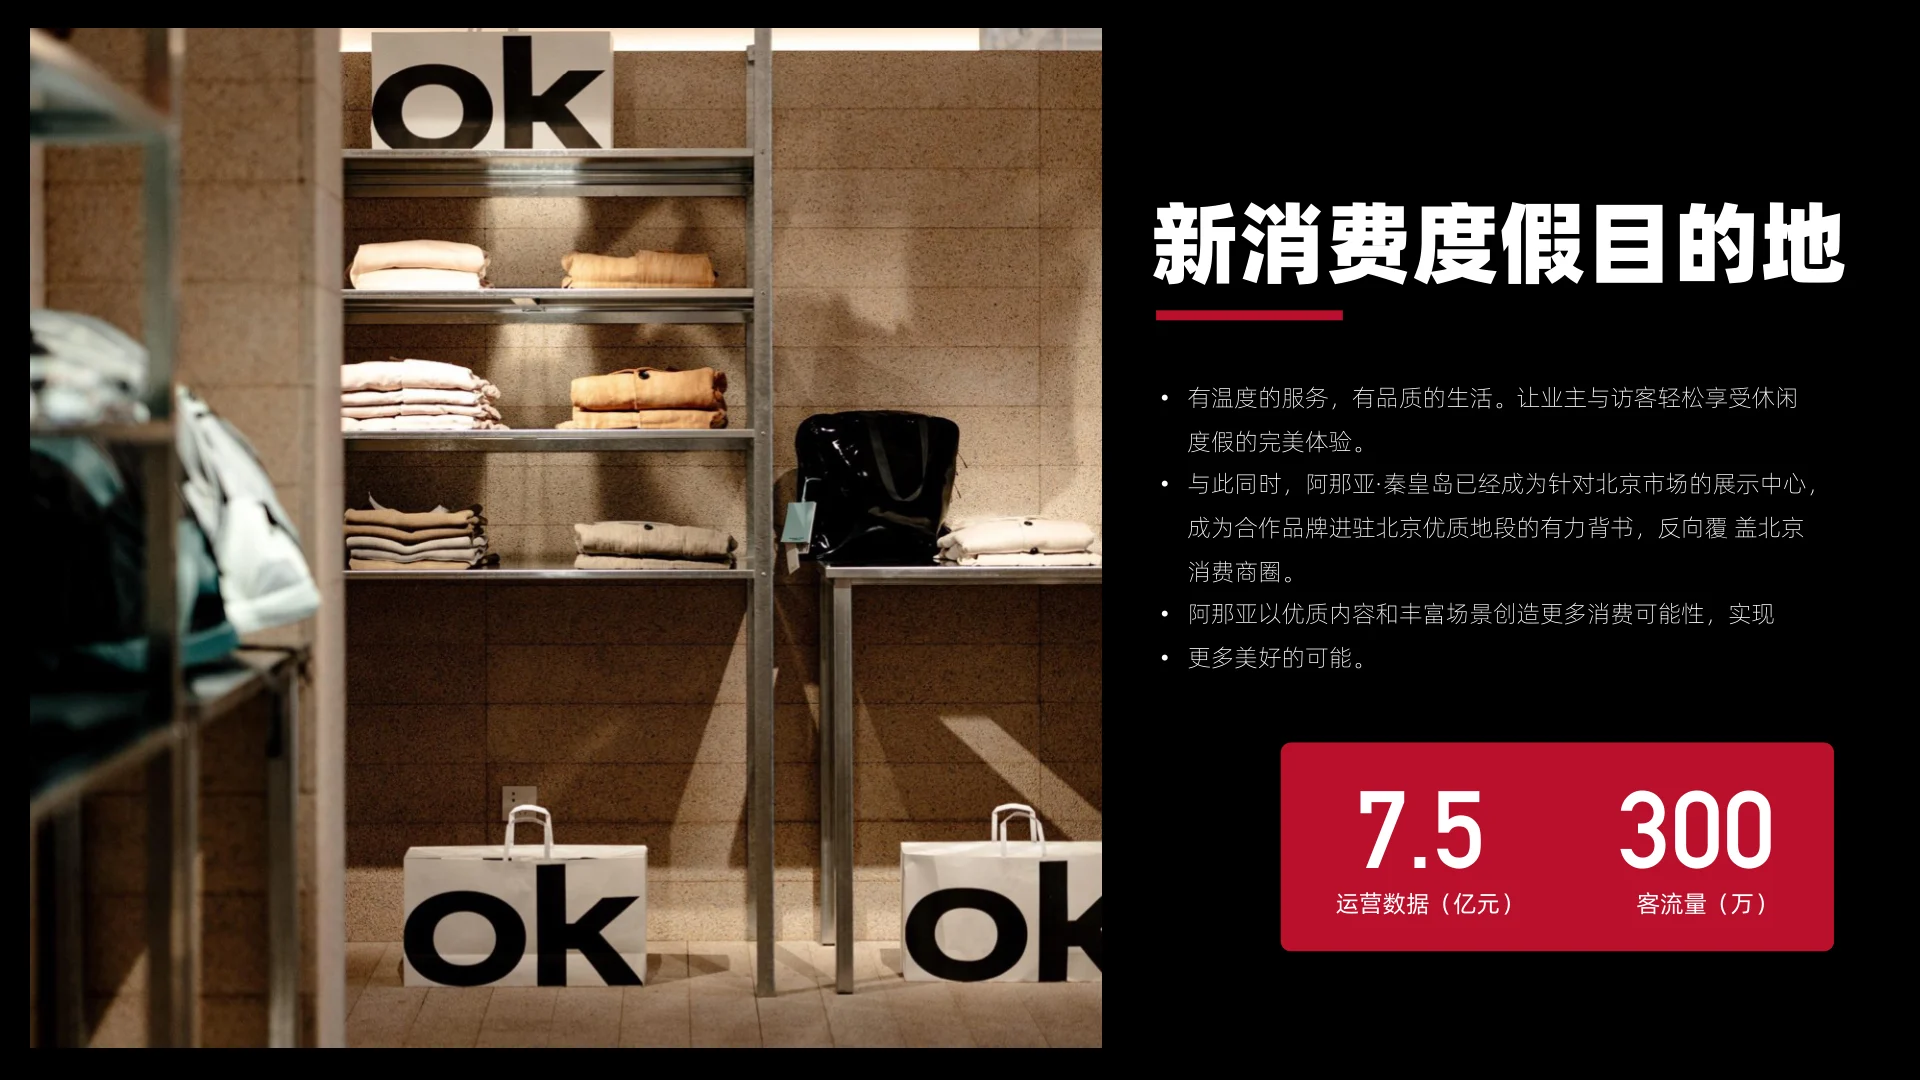 ok
ok
ok
新消费度假目的地
• 有温度的服务，有品质的生活。让业主与访客轻松享受休闲
度假的完美体验。
• 与此同时，阿那亚·秦皇岛已经成为针对北京市场的展示中心，
成为合作品牌进驻北京优质地段的有力背书，反向覆 盖北京
消费商圈。
• 阿那亚以优质内容和丰富场景创造更多消费可能性，实现
• 更多美好的可能。
7.5 300
运营数据（亿元） 客流量（万）